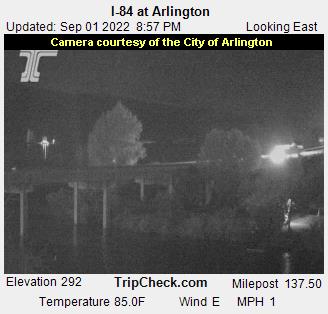 I-84 at Arlington
Updated: Sep 01 2022 8:57 PM Looking East
Camera courtesy of the City of Arlington
Elevation 292 TripCheck.com Milepost 137.50
Temperature 85.0F Wind E MPH 1